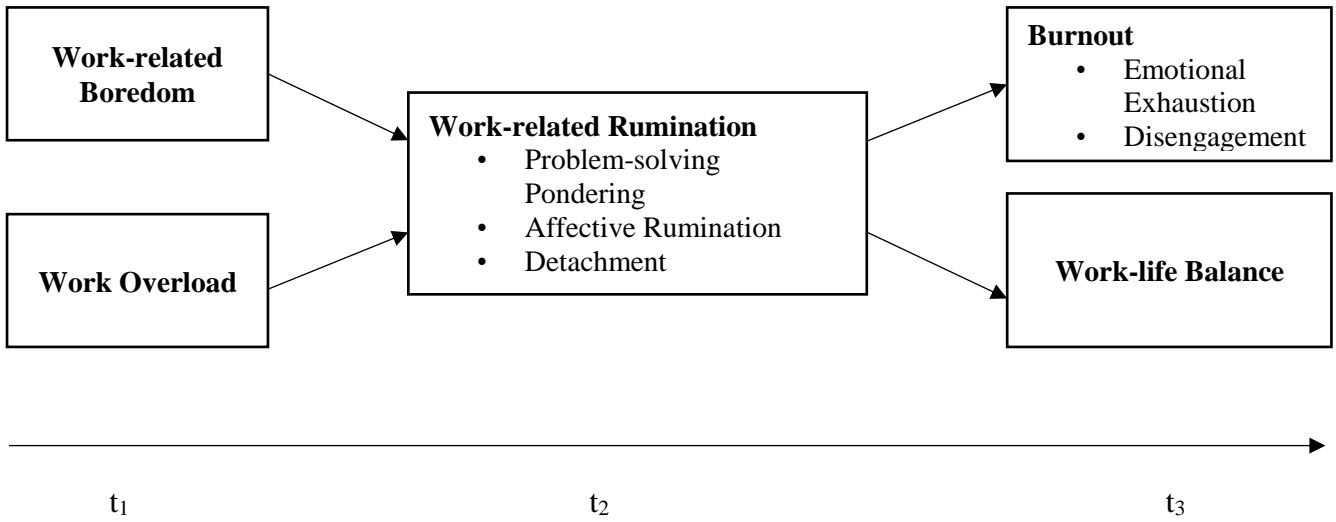 Work-related
Boredom
Work Overload
Work-related Rumination
• Problem-solving
Pondering
• Affective Rumination
• Detachment
Burnout
• Emotional
Exhaustion
• Disengagement
Work-life Balance
t₁
t₂
t₃